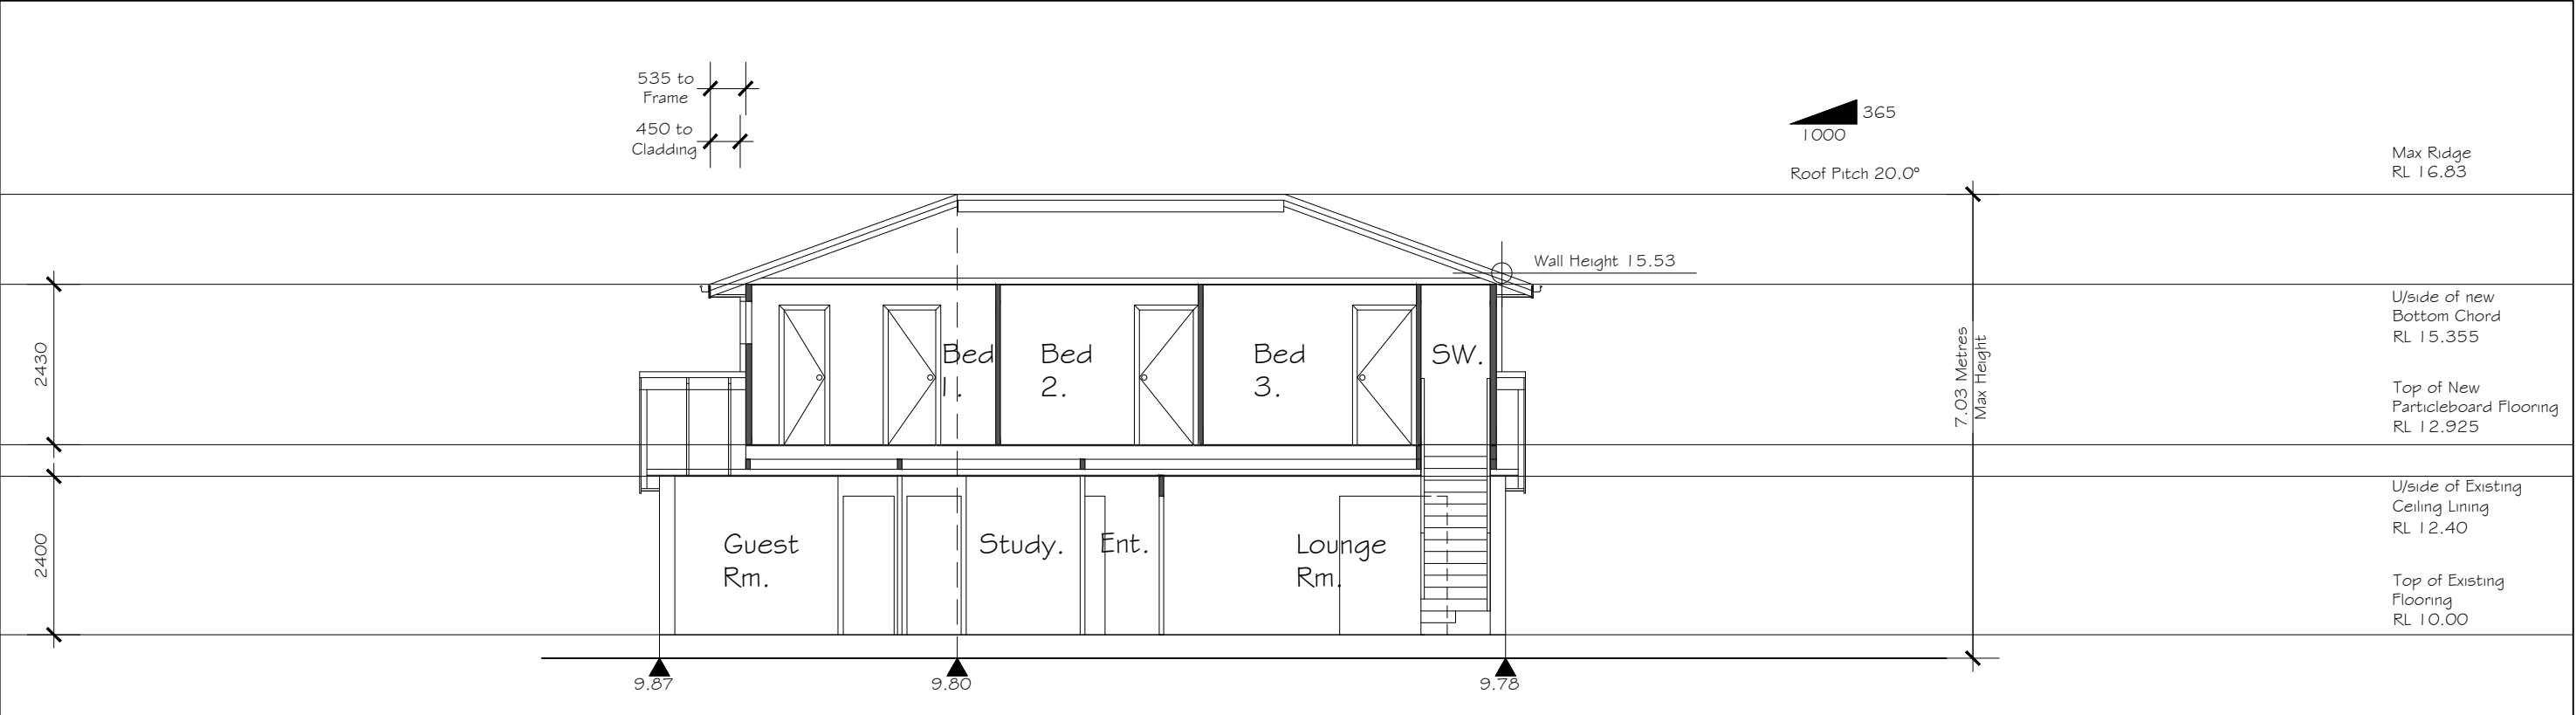 535 to
Frame
450 to
Cladding
365
1000
Roof Pitch 20.0°
Max Ridge
RL 16.83
Wall Height 15.53
U/side of new
Bottom Chord
RL 15.355
2430
Bed
1.
Bed
2.
Bed
3.
SW.
7.03 Metres
Max Height
Top of New
Particleboard Flooring
RL 12.925
U/side of Existing
Ceiling Lining
RL 12.40
2400
Guest
Rm.
Study.
Ent.
Lounge
Rm.
Top of Existing
Flooring
RL 10.00
9.87
9.80
9.78